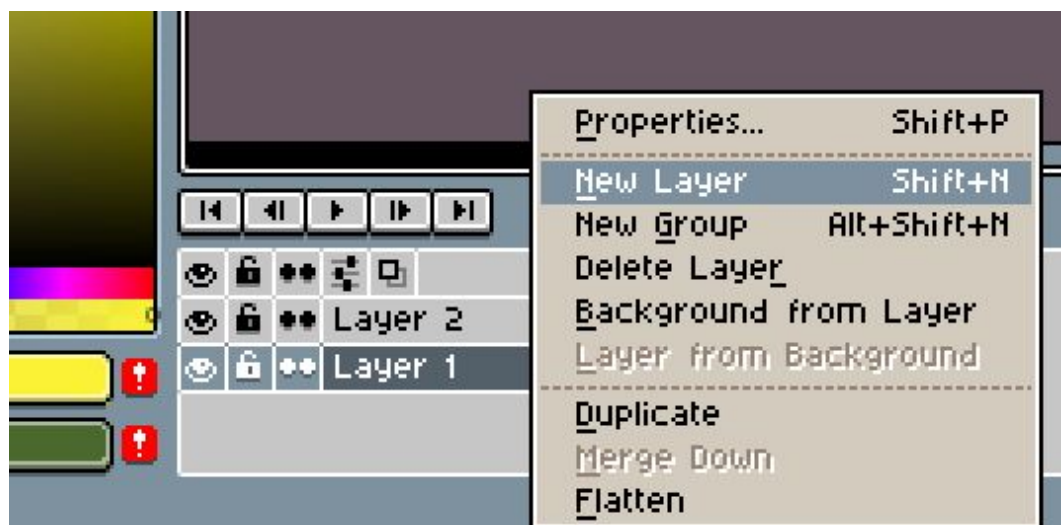 Properties... Shift+P
New Layer Shift+N
New Group Alt+Shift+N
Delete Layer
Background from Layer
Layer from Background
Duplicate
Merge Down
Flatten
Layer 2
Layer 1